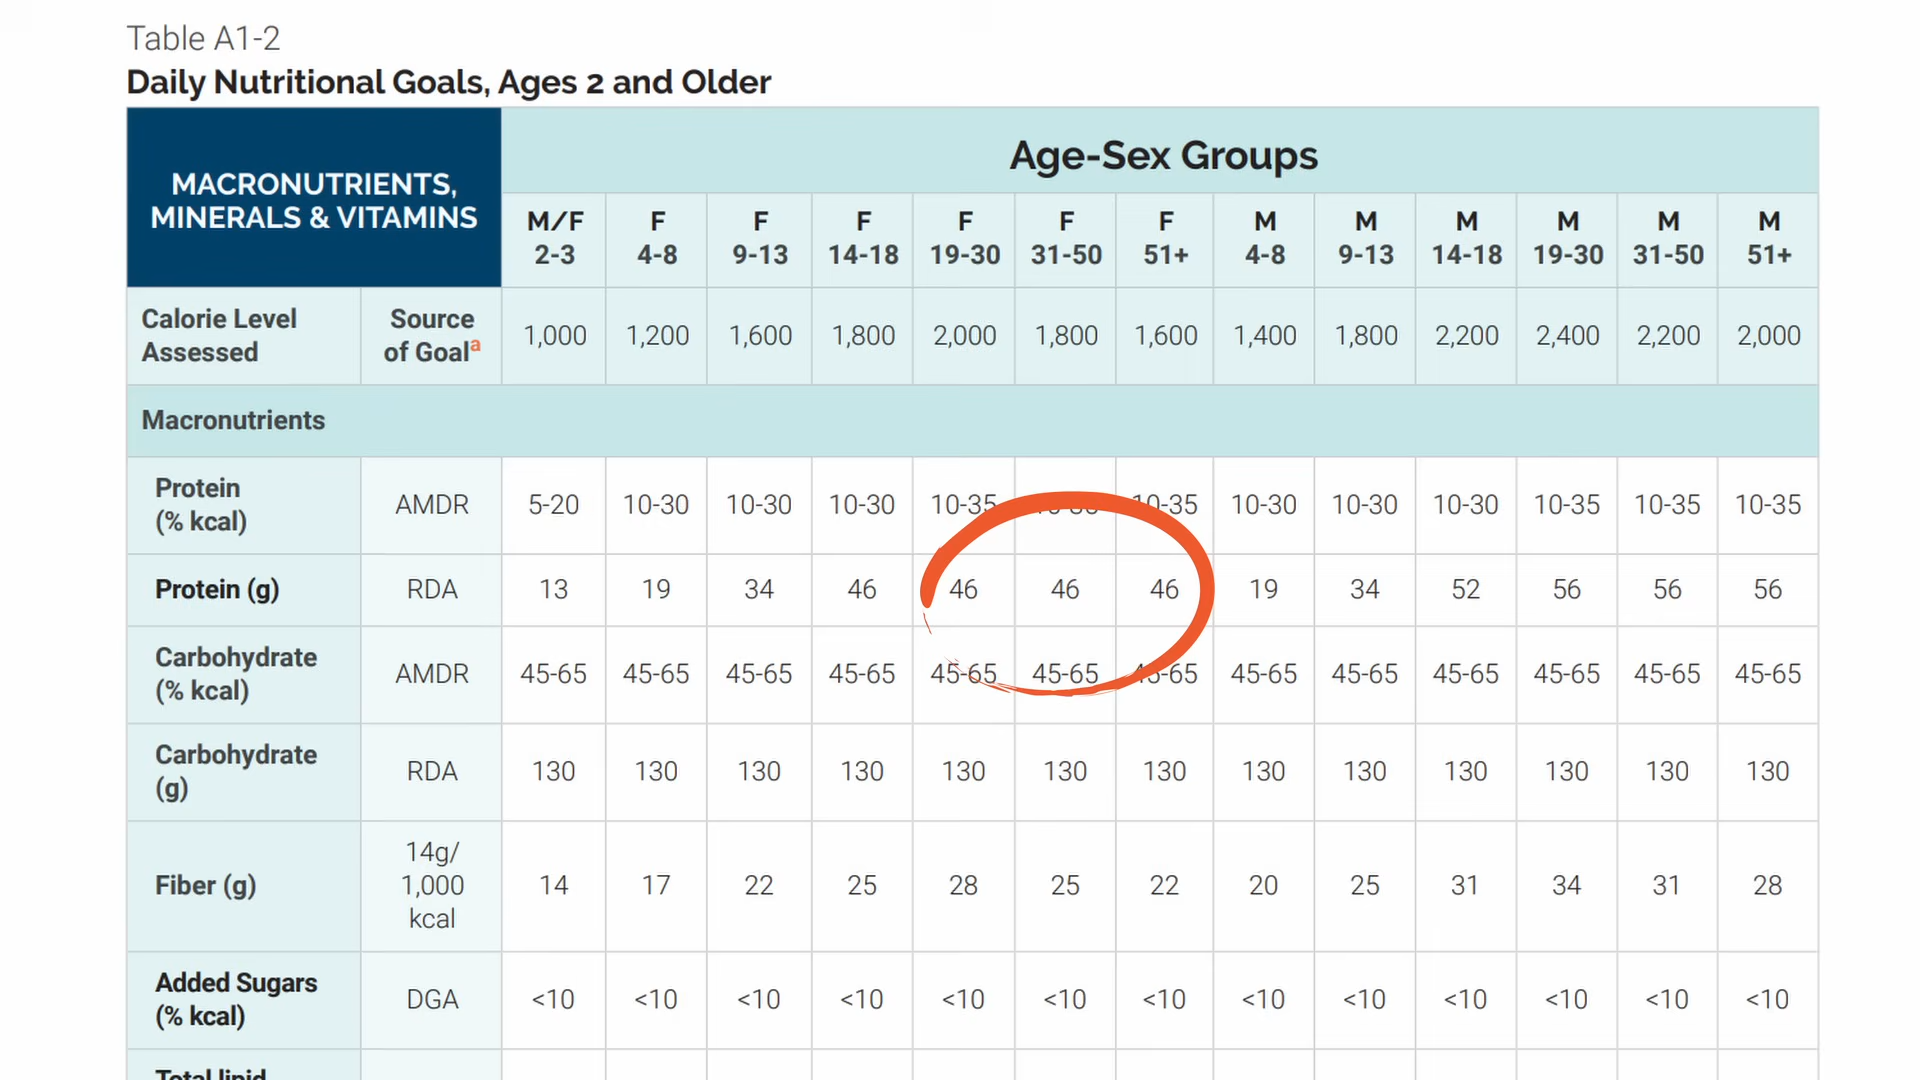 Table A1-2
Daily Nutritional Goals, Ages 2 and Older
MACRONUTRIENTS, MINERALS & VITAMINS
Age-Sex Groups
M/F 2-3 F 4-8 F 9-13 F 14-18 F 19-30 F 31-50 F 51+ M 4-8 M 9-13 M 14-18 M 19-30 M 31-50 M 51+
Calorie Level Assessed Source of Goalª 1,000 1,200 1,600 1,800 2,000 1,800 1,600 1,400 1,800 2,200 2,400 2,200 2,000
Macronutrients
Protein (% kcal) AMDR 5-20 10-30 10-30 10-30 10-35 10-35 10-30 10-30 10-30 10-35 10-35 10-35
Protein (g) RDA 13 19 34 46 46 46 46 19 34 52 56 56 56
Carbohydrate (% kcal) AMDR 45-65 45-65 45-65 45-65 45-65 45-65 45-65 45-65 45-65 45-65 45-65 45-65 45-65
Carbohydrate (g) RDA 130 130 130 130 130 130 130 130 130 130 130 130 130
Fiber (g) 14g/ 1,000 kcal 14 17 22 25 28 25 22 20 25 31 34 31 28
Added Sugars (% kcal) DGA <10 <10 <10 <10 <10 <10 <10 <10 <10 <10 <10 <10 <10
Total lipid